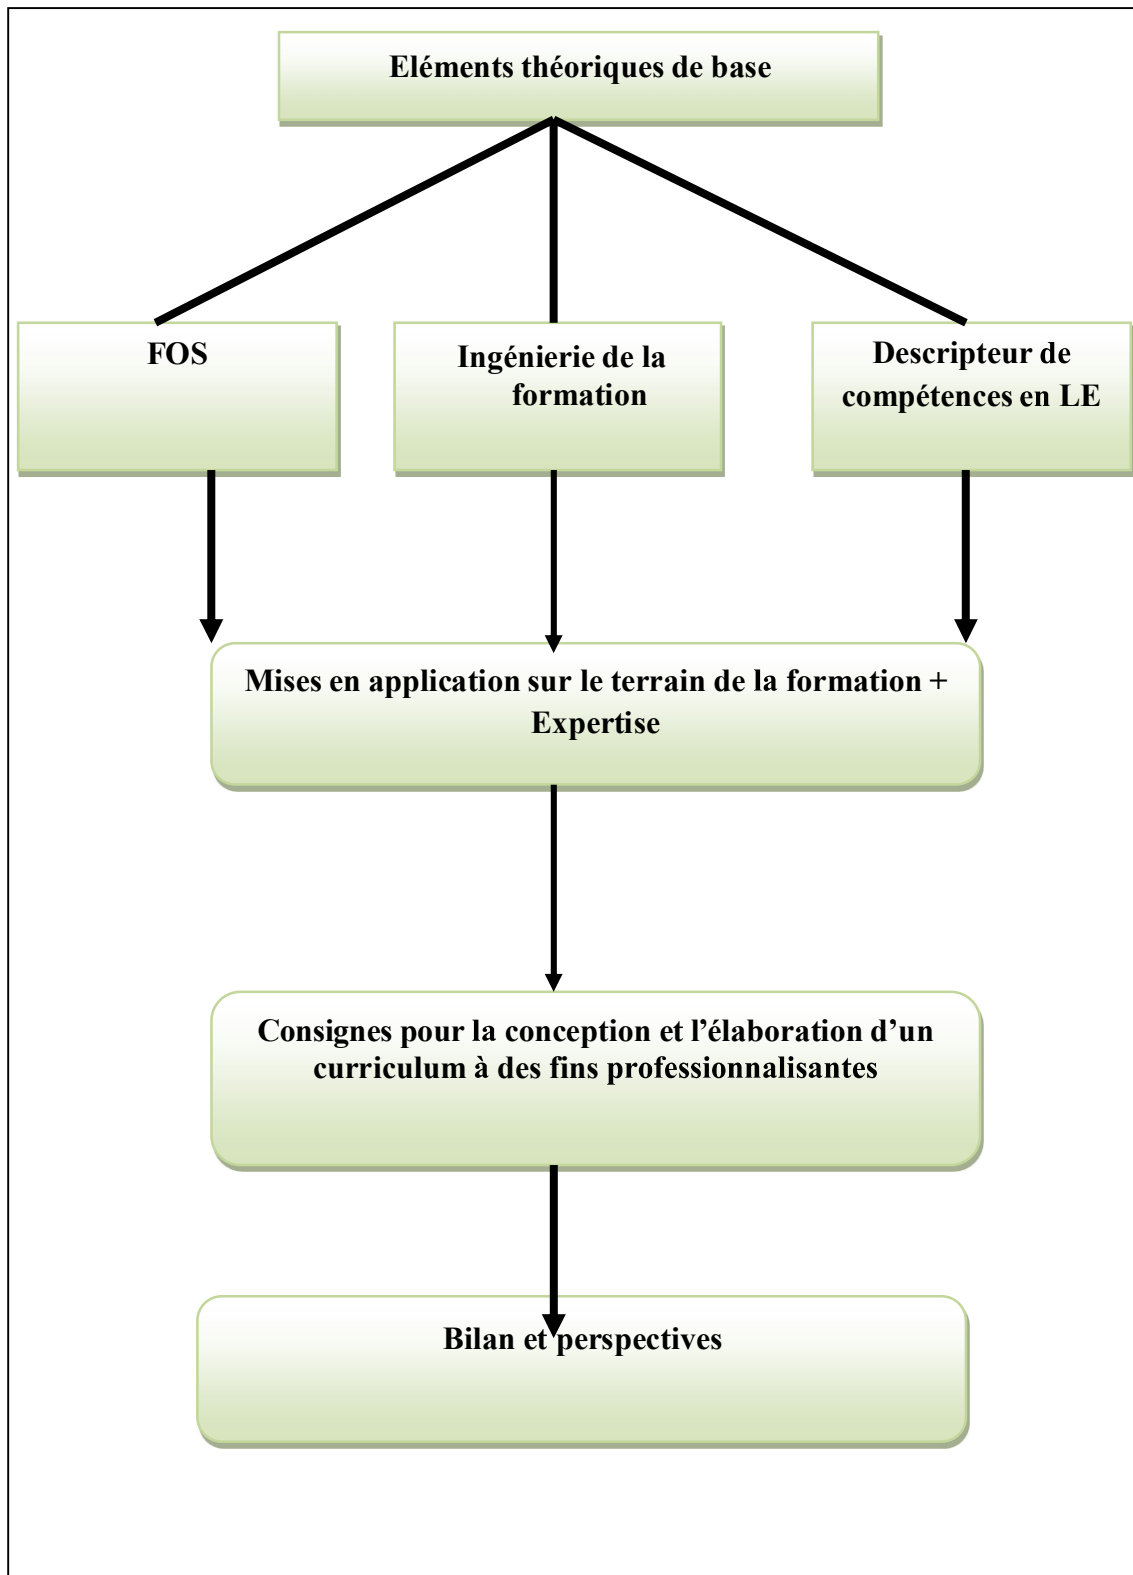 Eléments théoriques de base
FOS
Ingénierie de la
formation
Descripteur de
compétences en LE
Mises en application sur le terrain de la formation +
Expertise
Consignes pour la conception et l’élaboration d’un
curriculum à des fins professionnalisantes
Bilan et perspectives